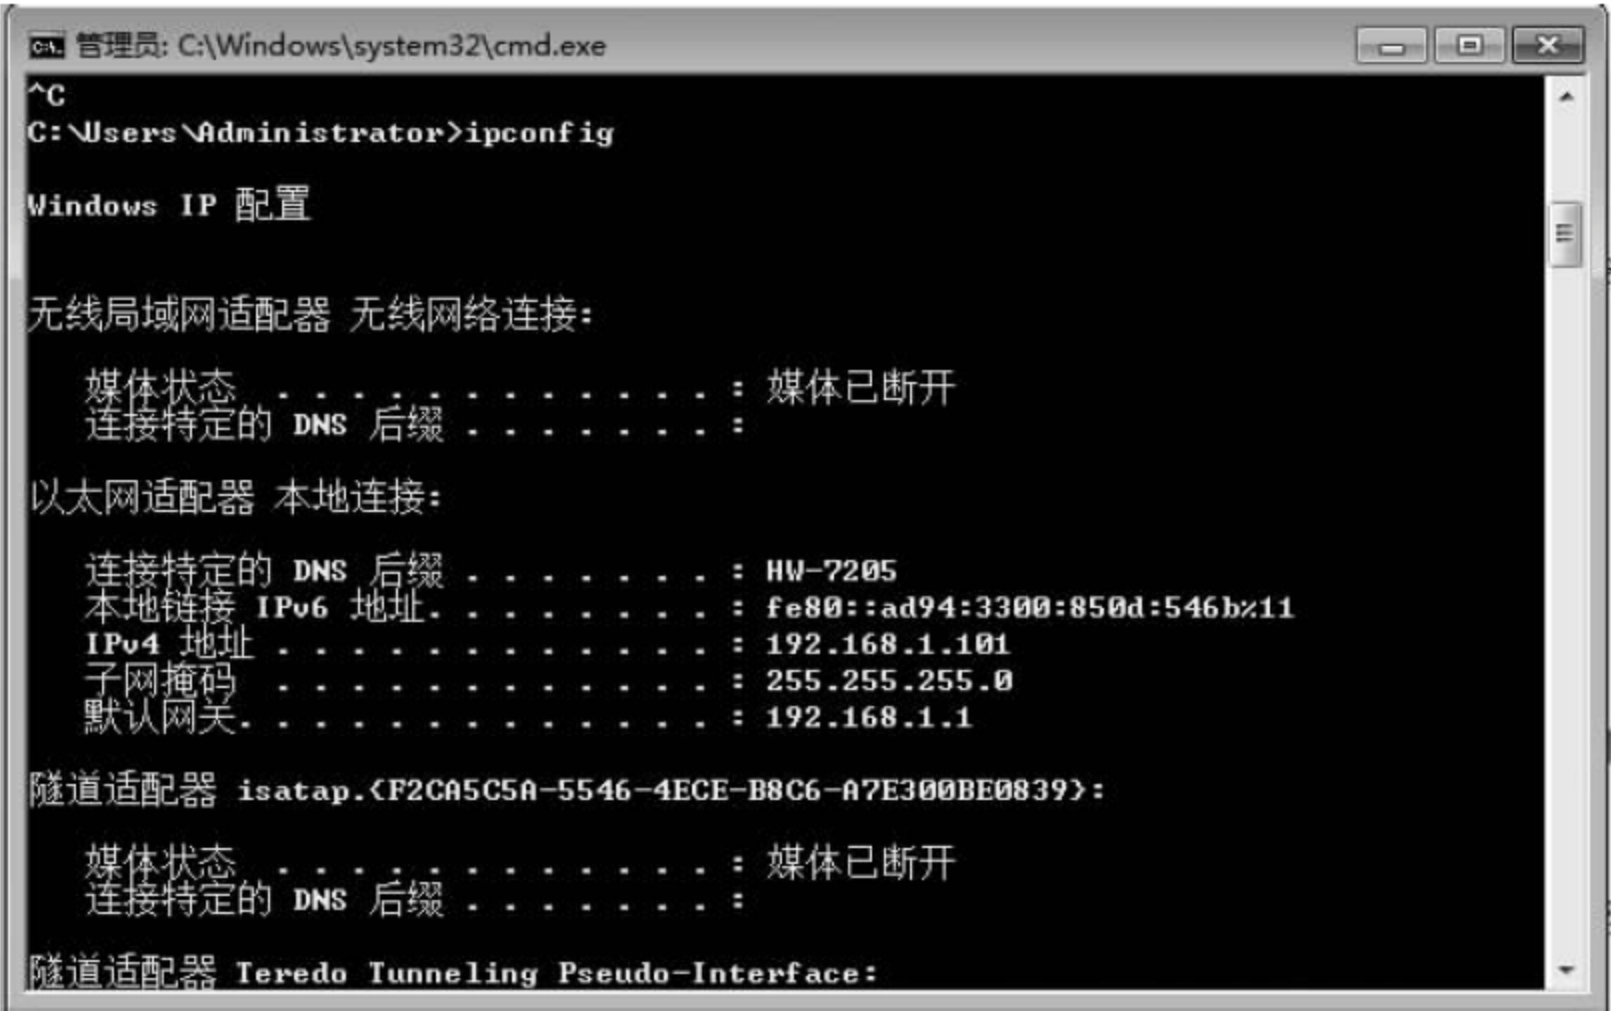 管理员: C:\Windows\system32\cmd.exe
^C
C:\Users\Administrator>ipconfig
Windows IP 配置
无线局域网适配器 无线网络连接:
媒体状态 . . . . . . . . . . . . . : 媒体已断开
连接特定的 DNS 后缀 . . . . . . . :
以太网适配器 本地连接:
连接特定的 DNS 后缀 . . . . . . . : HW-7205
本地链接 IPv6 地址. . . . . . . . : fe80::ad94:3300:850d:546b%11
IPv4 地址 . . . . . . . . . . . . : 192.168.1.101
子网掩码 . . . . . . . . . . . . : 255.255.255.0
默认网关. . . . . . . . . . . . . : 192.168.1.1
隧道适配器 isatap.{F2CA5C5A-5546-4ECE-B8C6-A7E300BE0839}:
媒体状态 . . . . . . . . . . . . . : 媒体已断开
连接特定的 DNS 后缀 . . . . . . . :
隧道适配器 Teredo Tunneling Pseudo-Interface: